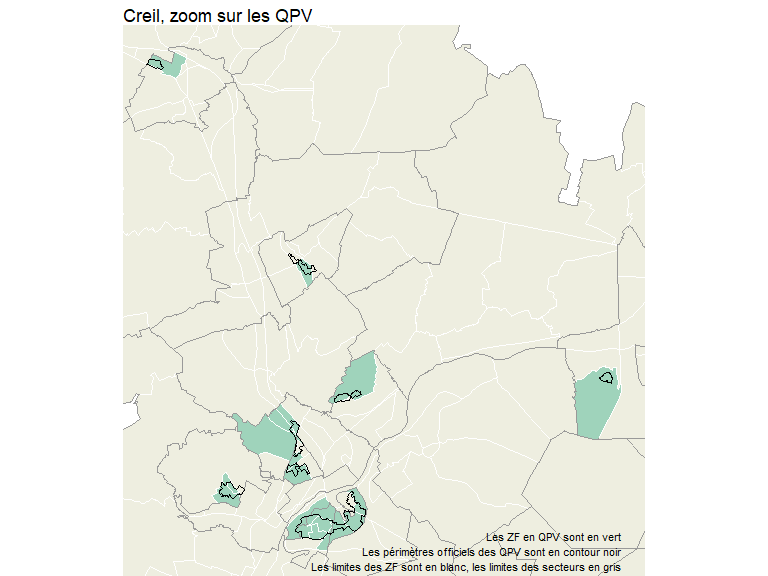 Creil, zoom sur les QPV
Les ZF en QPV sont en vert
Les périmètres officiels des QPV sont en contour noir
Les limites des ZF sont en blanc, les limites des secteurs en gris